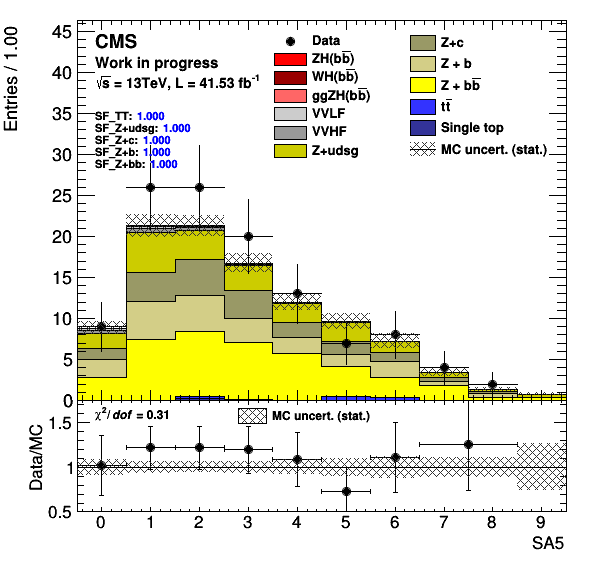 CMS
Work in progress
√s = 13TeV, L = 41.53 fb⁻¹
SF_TT: 1.000
SF_Z+udsg: 1.000
SF_Z+c: 1.000
SF_Z+b: 1.000
SF_Z+bb: 1.000
Data
ZH(bb̅)
WH(bb̅)
ggZH(bb̅)
VVLF
VVHF
Z+udsg
Z+c
Z + b
Z + bb̅
tt̅
Single top
MC uncert. (stat.)
Entries / 1.00
45
40
35
30
25
20
15
10
5
0
χ²/ dof = 0.31
MC uncert. (stat.)
Data/MC
1.5
1
0.5
0 1 2 3 4 5 6 7 8 9
SA5